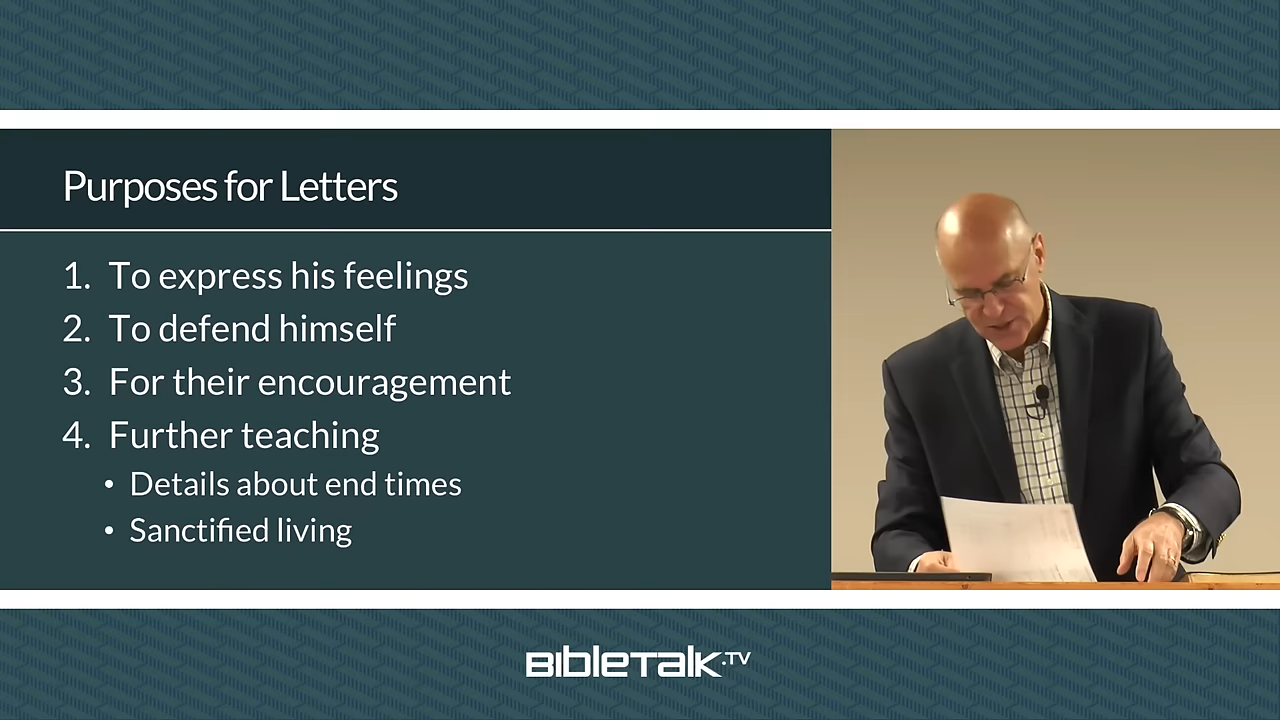 Purposes for Letters
1. To express his feelings
2. To defend himself
3. For their encouragement
4. Further teaching
• Details about end times
• Sanctified living
BIBLETALK.TV